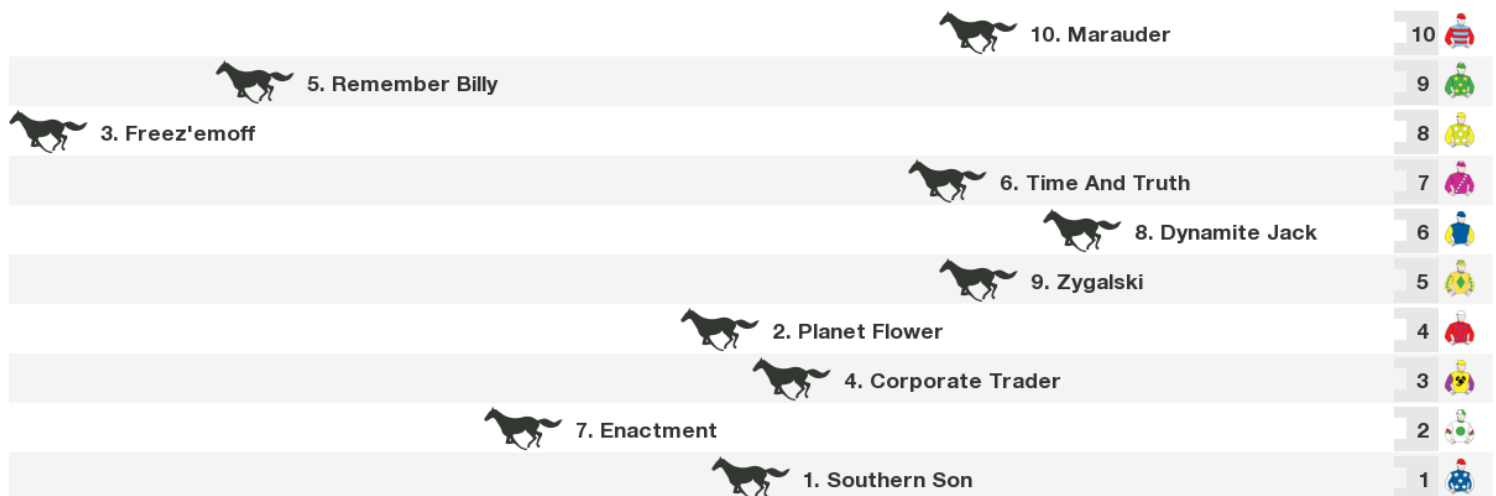 10. Marauder 10
5. Remember Billy 9
3. Freez'emoff 8
6. Time And Truth 7
8. Dynamite Jack 6
9. Zygalski 5
2. Planet Flower 4
4. Corporate Trader 3
7. Enactment 2
1. Southern Son 1